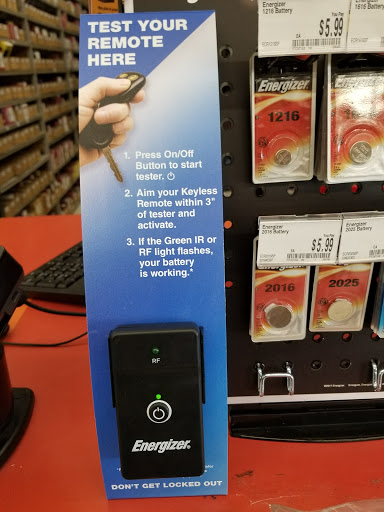 TEST YOUR
REMOTE
HERE
1. Press On/Off
Button to start
tester.
2. Aim your Keyless
Remote within 3"
of tester and
activate.
3. If the Green IR or
RF light flashes,
your battery
is working.*
RF
Energizer.
DON'T GET LOCKED OUT
Energizer
1216 Battery
$5.99
Energizer
1216
Energizer
2016 Battery
$5.99
Energizer
2025 Battery
2016
2025